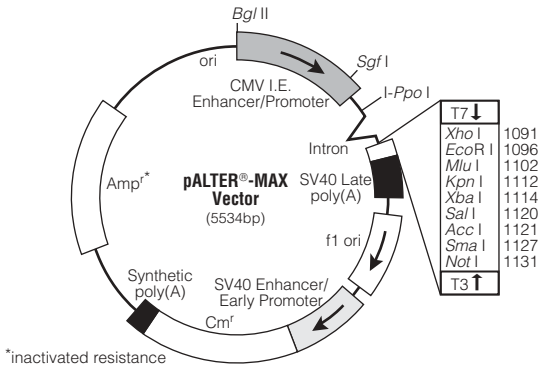 Bgl II
ori
Sgf I
CMV I.E.
Enhancer/Promoter
I-Ppo I
Intron
T7
Xho I 1091
EcoR I 1096
Mlu I 1102
Kpn I 1112
Xba I 1114
Sal I 1120
Acc I 1121
Sma I 1127
Not I 1131
T3
Ampr*
pALTER®-MAX
Vector
(5534bp)
SV40 Late
poly(A)
f1 ori
Synthetic
poly(A)
SV40 Enhancer/
Early Promoter
Cmr
*inactivated resistance